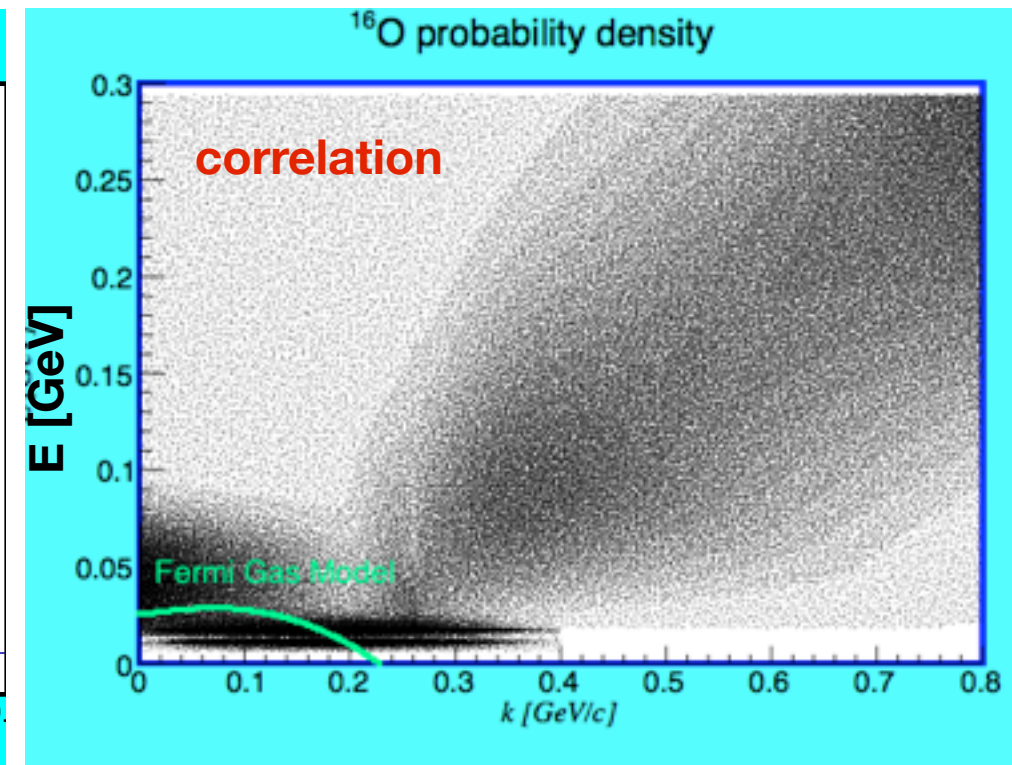 ¹⁶O probability density
0.3
correlation
0.25
0.2
E [GeV]
0.15
0.1
0.05
Fermi Gas Model
0
0 0.1 0.2 0.3 0.4 0.5 0.6 0.7 0.8
k [GeV/c]